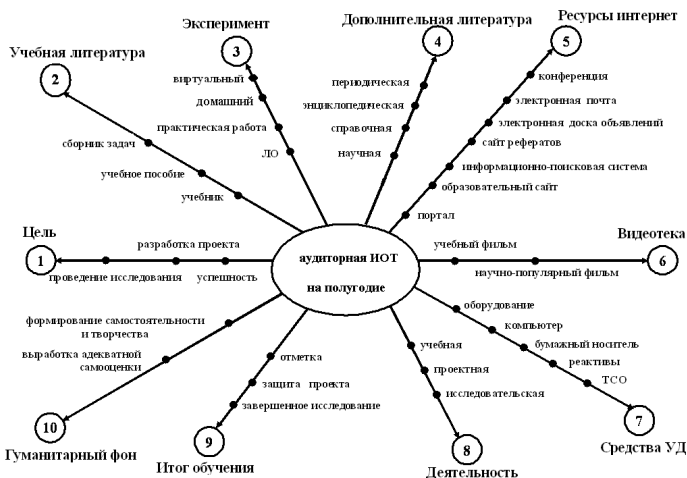 Эксперимент
3
виртуальный
домашний
практическая работа
ЛО
Дополнительная литература
4
периодическая
энциклопедическая
справочная
научная
Ресурсы интернет
5
конференция
электронная почта
электронная доска объявлений
сайт рефератов
информационно-поисковая система
образовательный сайт
портал
Учебная литература
2
сборник задач
учебное пособие
учебник
Цель
1
разработка проекта
проведение исследования
успешность
аудиторная ИОТ
на полугодие
Видеотека
6
учебный фильм
научно-популярный фильм
формирование самостоятельности
и творчества
выработка адекватной
самооценки
10
Гуманитарный фон
отметка
защита проекта
завершенное исследование
9
Итог обучения
учебная
проектная
исследовательская
8
Деятельность
оборудование
компьютер
бумажный носитель
реактивы
ТСО
7
Средства УД